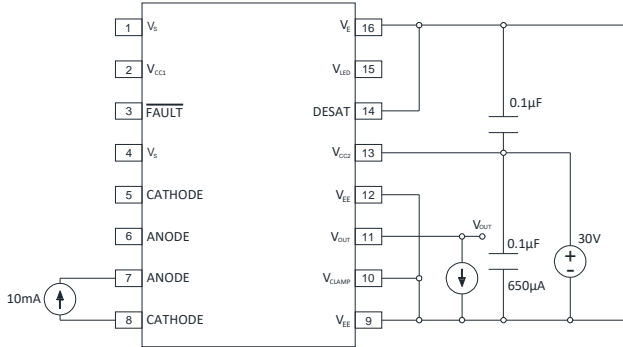 1 VS VE 16
2 VCC1 VLED 15
3 FAULT DESAT 14
4 VS VCC2 13
5 CATHODE VEE 12
6 ANODE VOUT 11
7 ANODE VCLAMP 10
8 CATHODE VEE 9
10mA
0.1µF
VOUT
0.1µF
650µA
30V
+
-